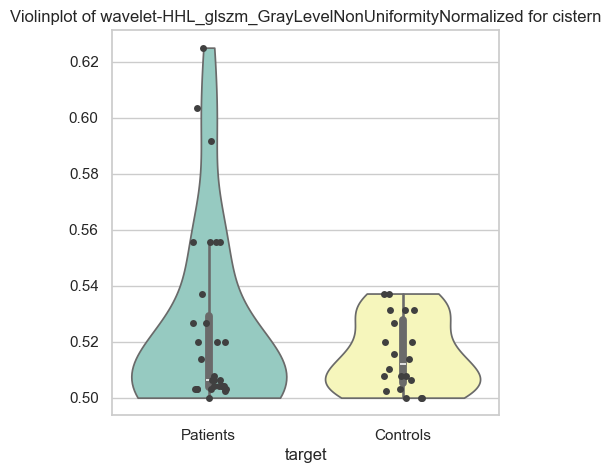 Violinplot of wavelet-HHL_glszm_GrayLevelNonUniformityNormalized for cistern
0.62
0.60
0.58
0.56
0.54
0.52
0.50
Patients Controls
target